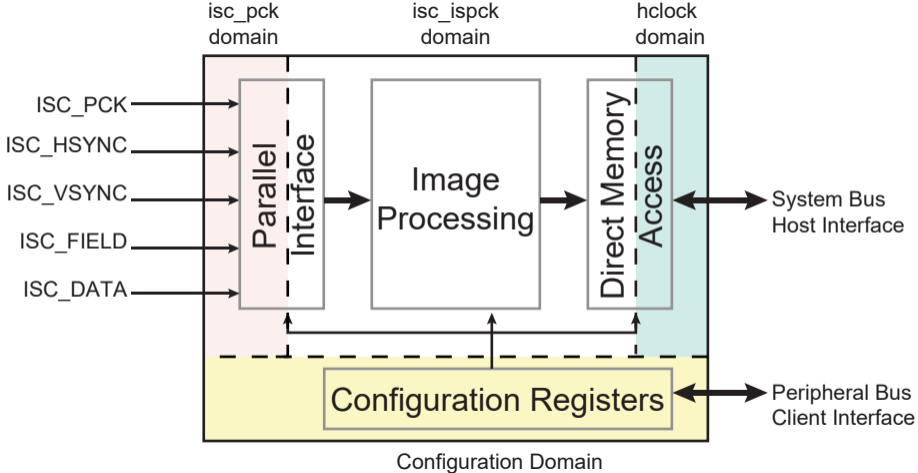 isc_pck
domain
isc_ispck
domain
hclock
domain
ISC_PCK
ISC_HSYNC
ISC_VSYNC
ISC_FIELD
ISC_DATA
Parallel
Interface
Image
Processing
Direct Memory
Access
System Bus
Host Interface
Configuration Registers
Peripheral Bus
Client Interface
Configuration Domain